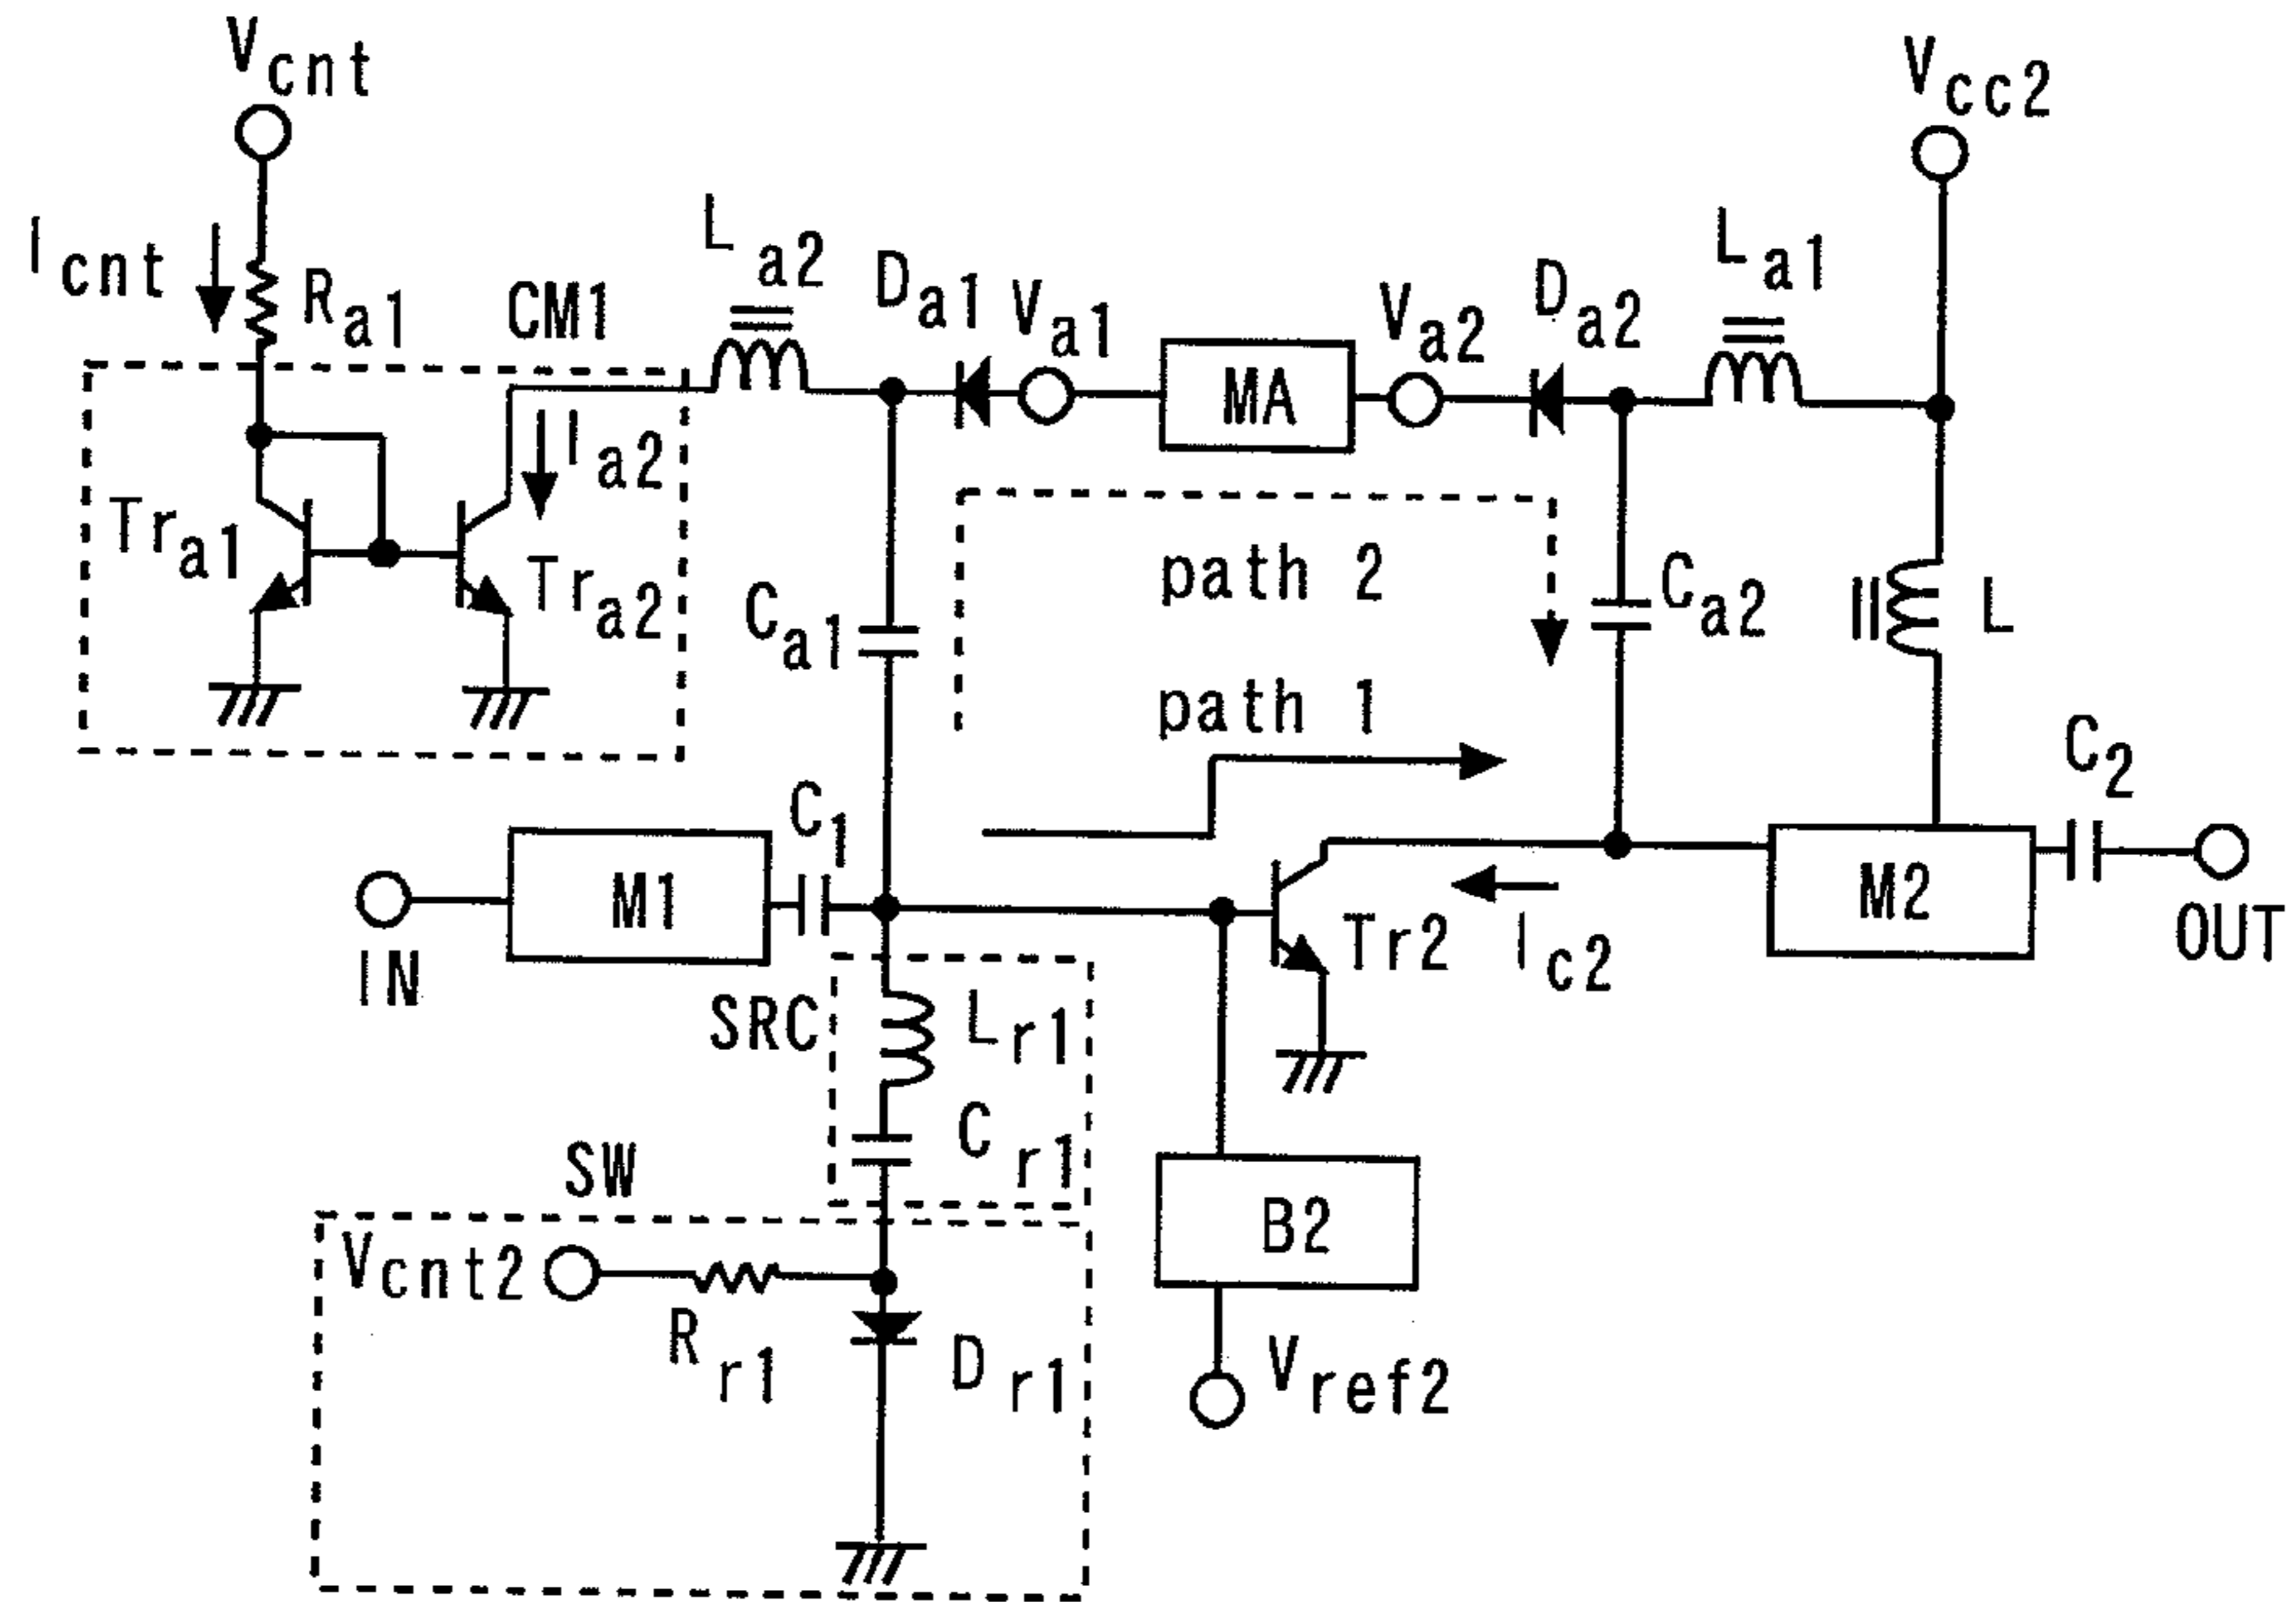 Vcnt
Vcc2
Icnt
Ra1
CM1
La2
Da1
Va1
MA
Va2
Da2
La1
Ia2
Tra1
Tra2
Ca1
path 2
Ca2
L
path 1
C1
C2
IN
M1
Tr2
Ic2
M2
OUT
SRC
Lr1
Cr1
SW
Vcnt2
Rr1
Dr1
B2
Vref2